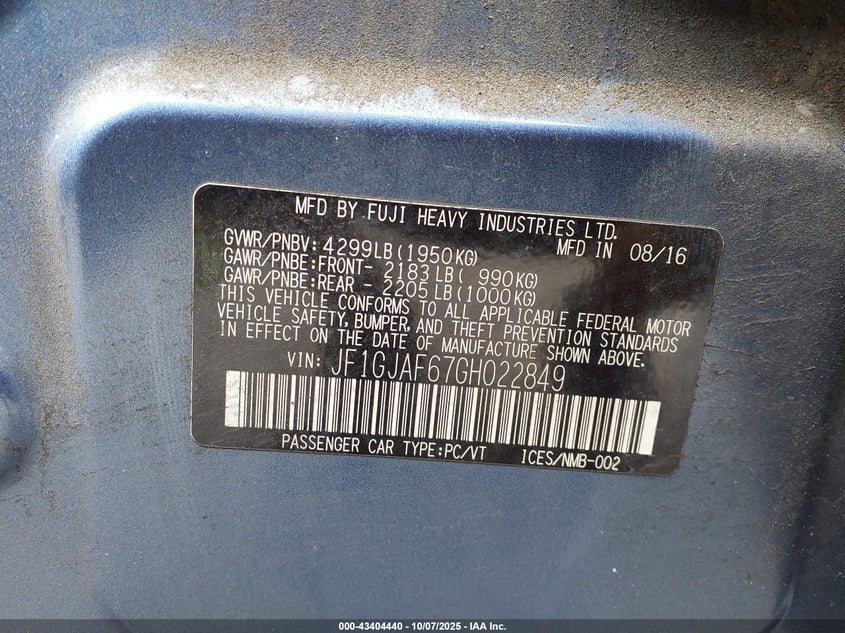 MFD BY FUJI HEAVY INDUSTRIES LTD.
MFD IN 08/16
GVWR/PNBV: 4299LB(1950KG)
GAWR/PNBE:FRONT- 2183LB( 990KG)
GAWR/PNBE:REAR - 2205LB(1000KG)
THIS VEHICLE CONFORMS TO ALL APPLICABLE FEDERAL MOTOR
VEHICLE SAFETY, BUMPER, AND THEFT PREVENTION STANDARDS
IN EFFECT ON THE DATE OF MANUFACTURE SHOWN ABOVE.
VIN: JF1GJAF67GH022849
PASSENGER CAR TYPE:PC/VT ICES/NMB-002
000-43404440 - 10/07/2025 - IAA Inc.